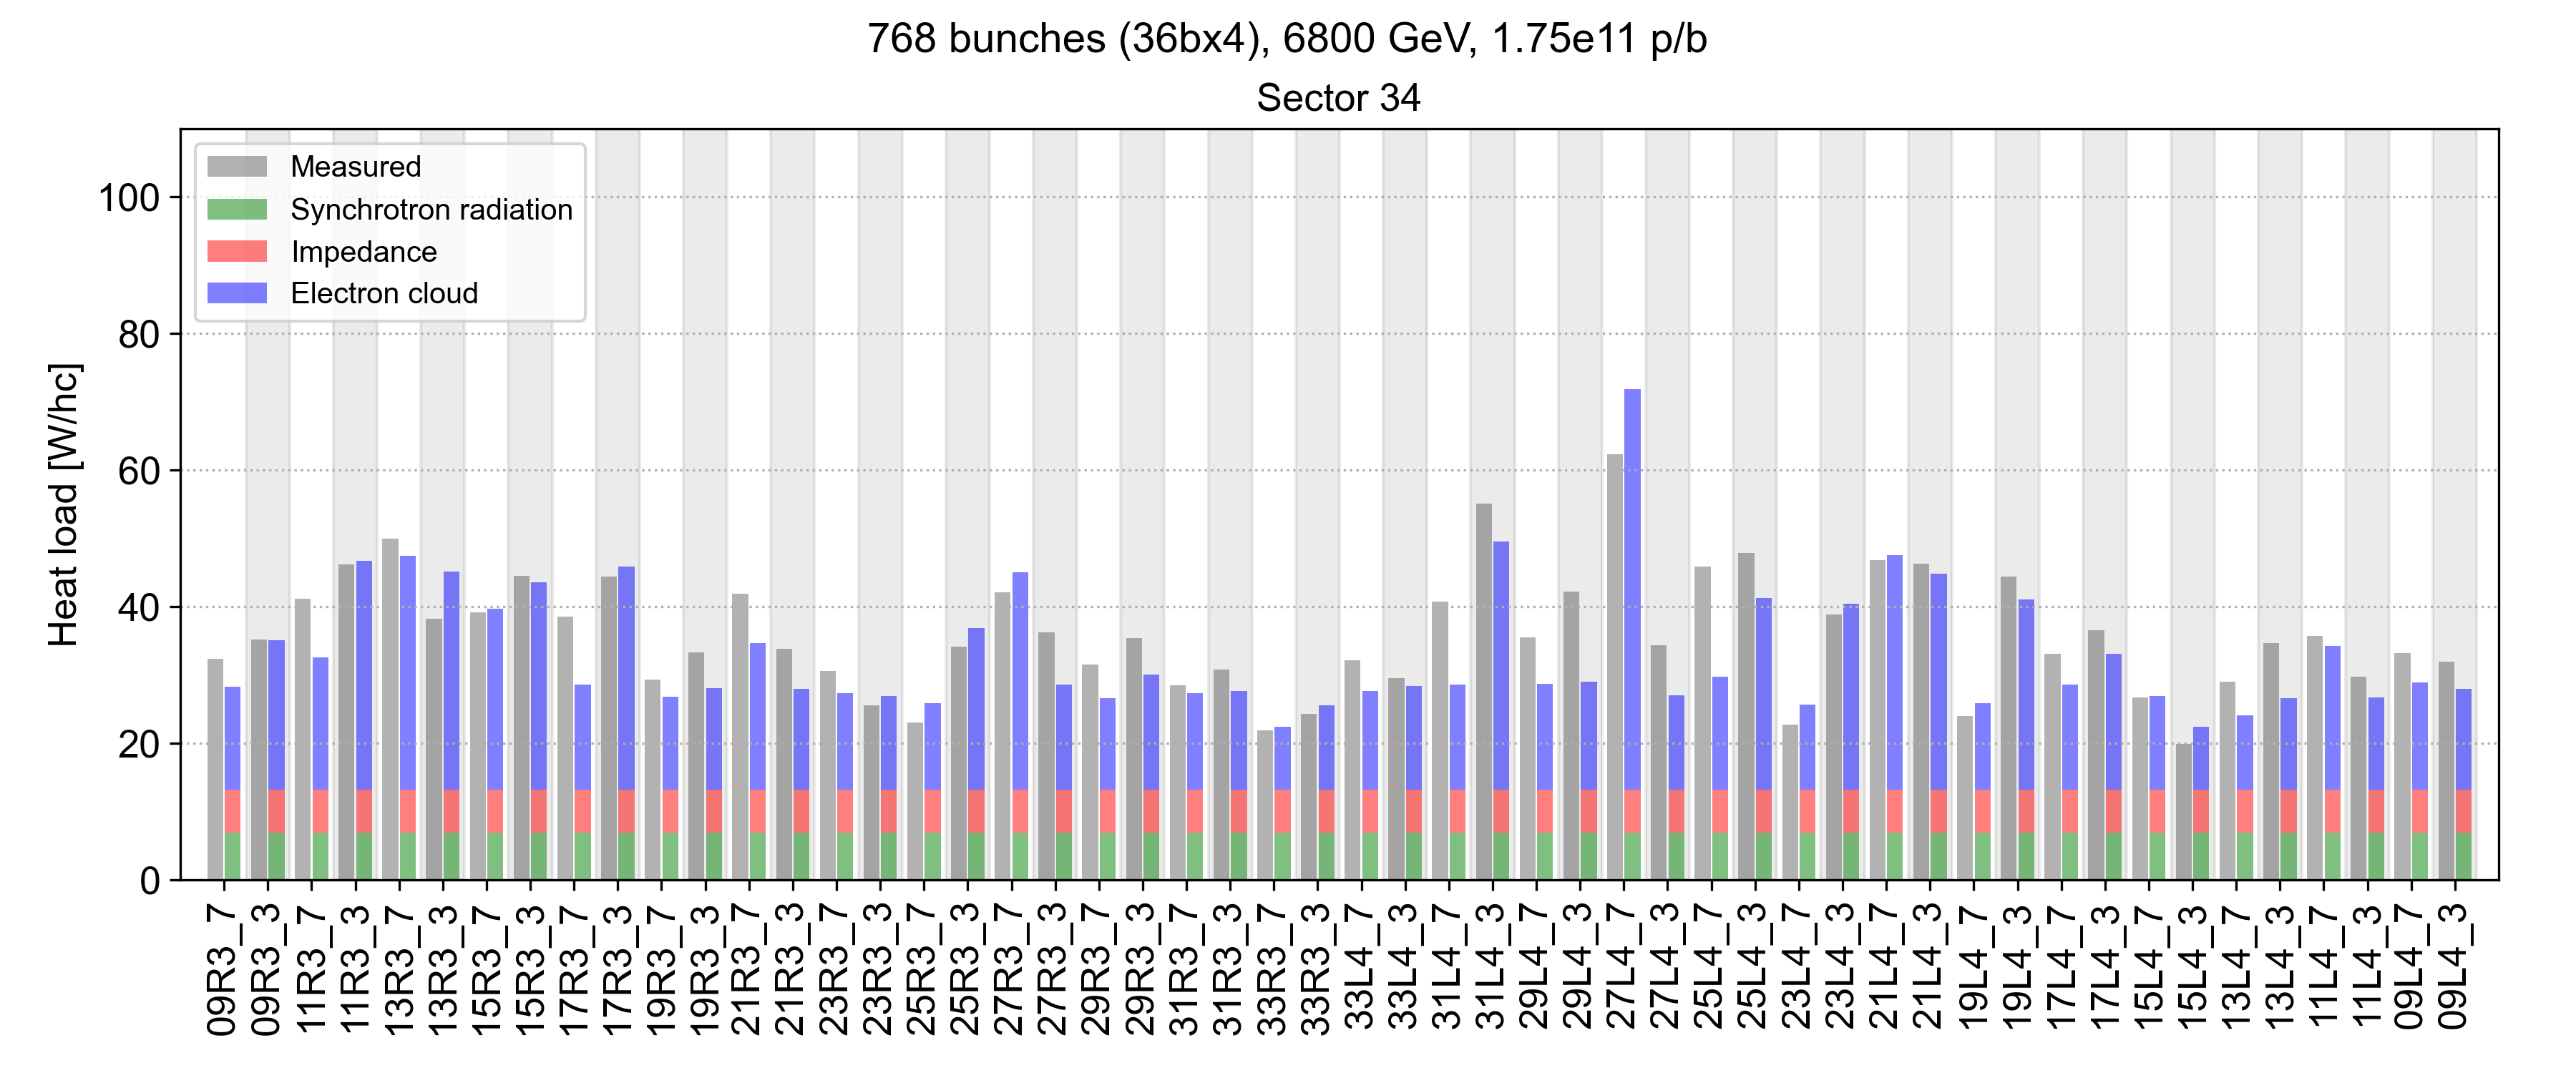 768 bunches (36bx4), 6800 GeV, 1.75e11 p/b
Sector 34
Measured
Synchrotron radiation
Impedance
Electron cloud
Heat load [W/hc]
100
80
60
40
20
0
09R3_7
09R3_3
11R3_7
11R3_3
13R3_7
13R3_3
15R3_7
15R3_3
17R3_7
17R3_3
19R3_7
19R3_3
21R3_7
21R3_3
23R3_7
23R3_3
25R3_7
25R3_3
27R3_7
27R3_3
29R3_7
29R3_3
31R3_7
31R3_3
33R3_7
33R3_3
33L4_7
33L4_3
31L4_7
31L4_3
29L4_7
29L4_3
27L4_7
27L4_3
25L4_7
25L4_3
23L4_7
23L4_3
21L4_7
21L4_3
19L4_7
19L4_3
17L4_7
17L4_3
15L4_7
15L4_3
13L4_7
13L4_3
11L4_7
11L4_3
09L4_7
09L4_3